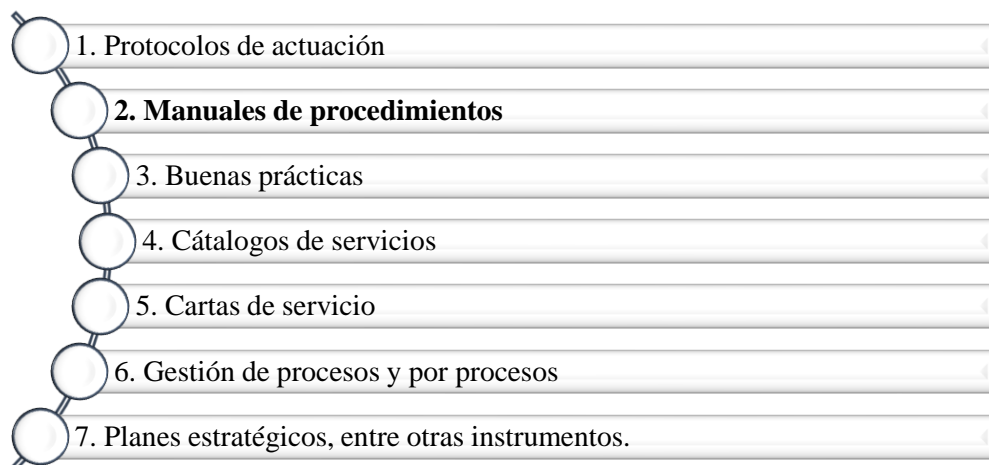 1. Protocolos de actuación
2. Manuales de procedimientos
3. Buenas prácticas
4. Cátalogos de servicios
5. Cartas de servicio
6. Gestión de procesos y por procesos
7. Planes estratégicos, entre otras instrumentos.